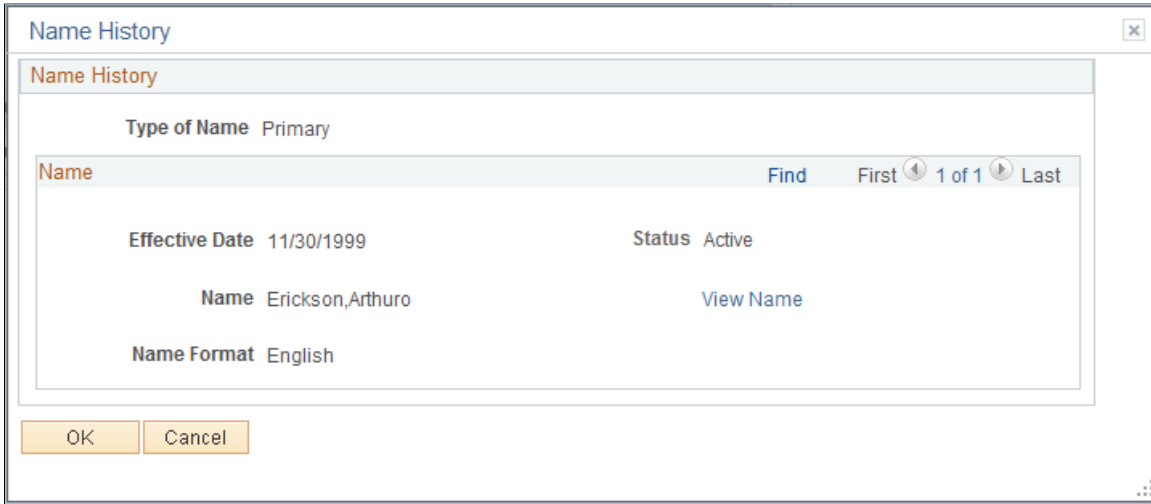 Name History
Name History
Type of Name Primary
Name Find First 1 of 1 Last
Effective Date 11/30/1999 Status Active
Name Erickson,Arthuro View Name
Name Format English
OK Cancel